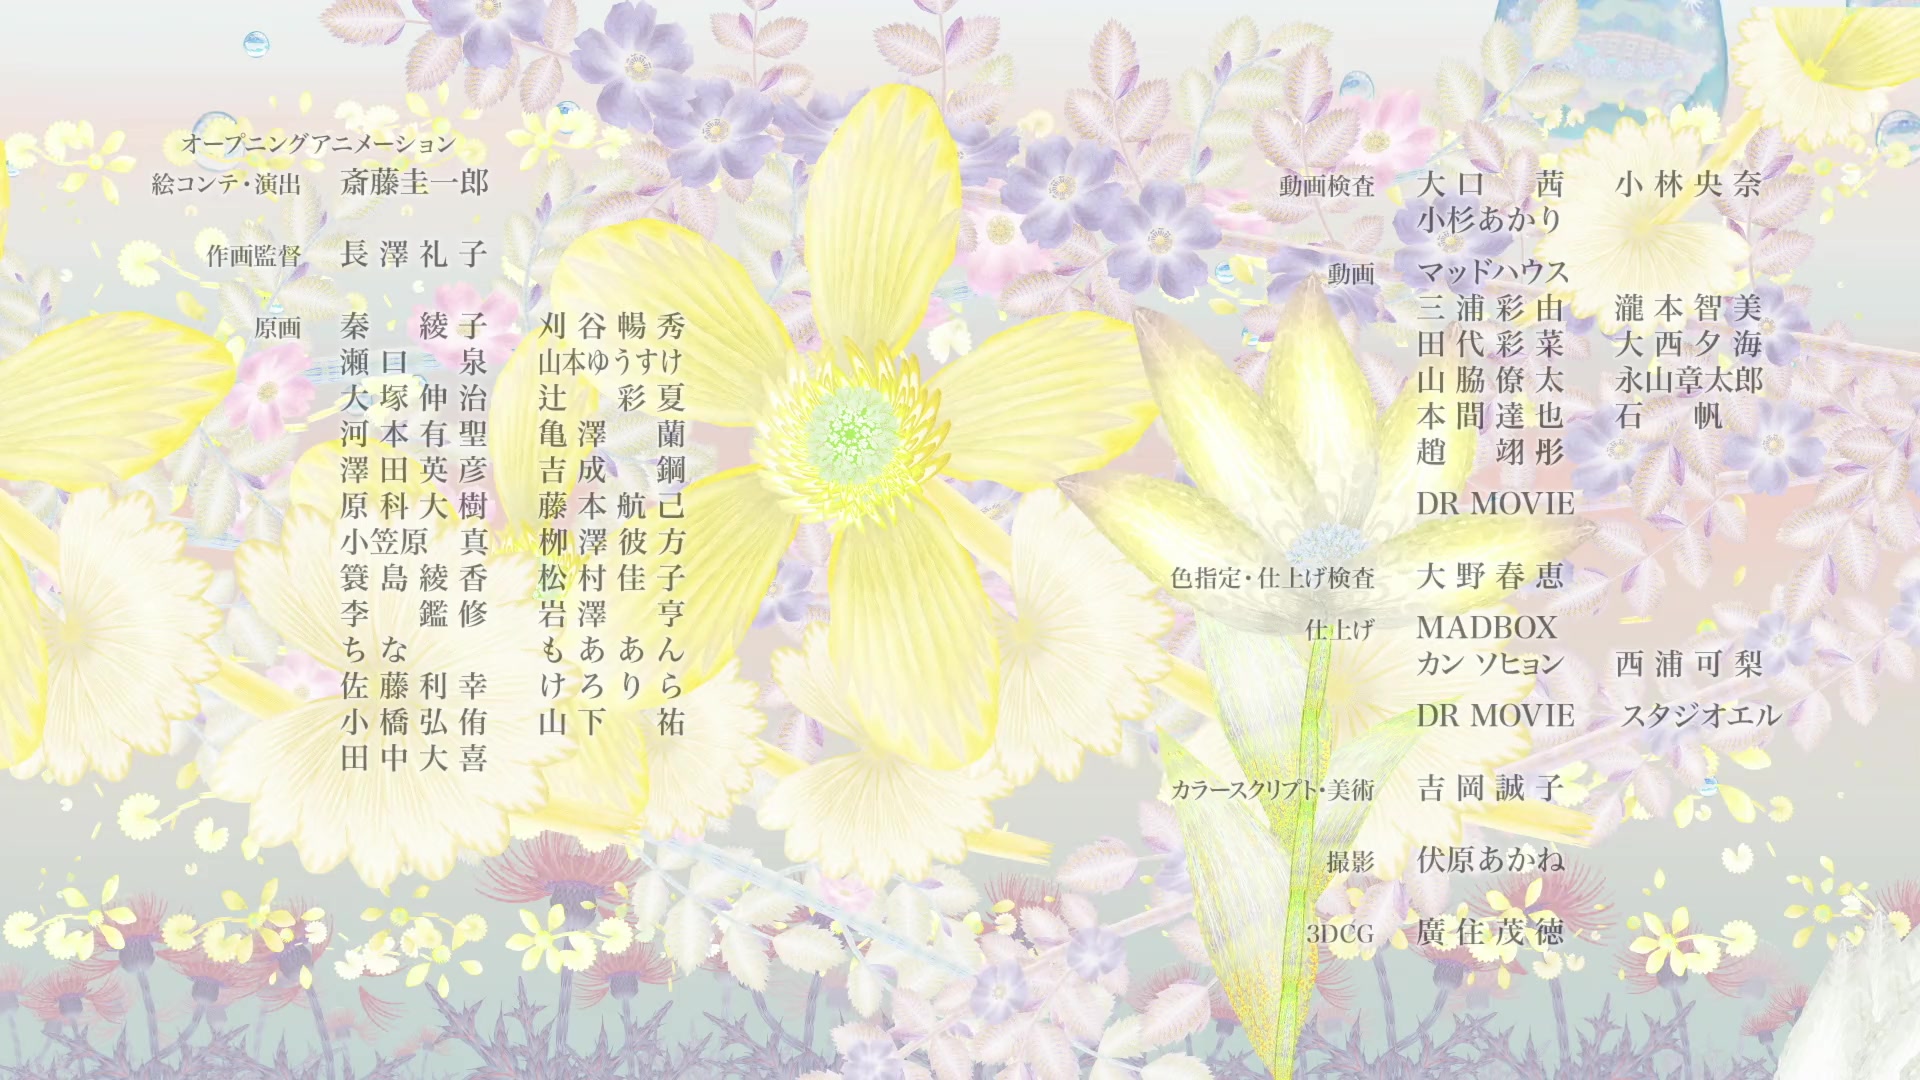 オープニングアニメーション
絵コンテ・演出 斎藤圭一郎
作画監督 長澤礼子
原画 秦 綾子 刈谷暢秀
瀬口 泉 山本ゆうすけ
大塚伸治 辻 彩夏
河本有聖 亀澤 蘭
澤田英彦 吉成 鋼
原科大樹 藤本航己
小笠原 真 栁澤彼方
簑島綾香 松村佳子
李 鑑修 岩澤 亨
ちな もああん
佐藤利幸 けろりら
小橋弘侑 山下 祐
田中大喜
動画検査 大口 茜 小林央奈
小杉あかり
動画 マッドハウス
三浦彩由 瀧本智美
田代彩菜 大西夕海
山脇僚太 永山章太郎
本間達也 石 帆
趙 翊彤
DR MOVIE
色指定・仕上げ検査 大野春恵
仕上げ MADBOX
カン ソヒョン 西浦可梨
DR MOVIE スタジオエル
カラースクリプト・美術 吉岡誠子
撮影 伏原あかね
3DCG 廣住茂徳